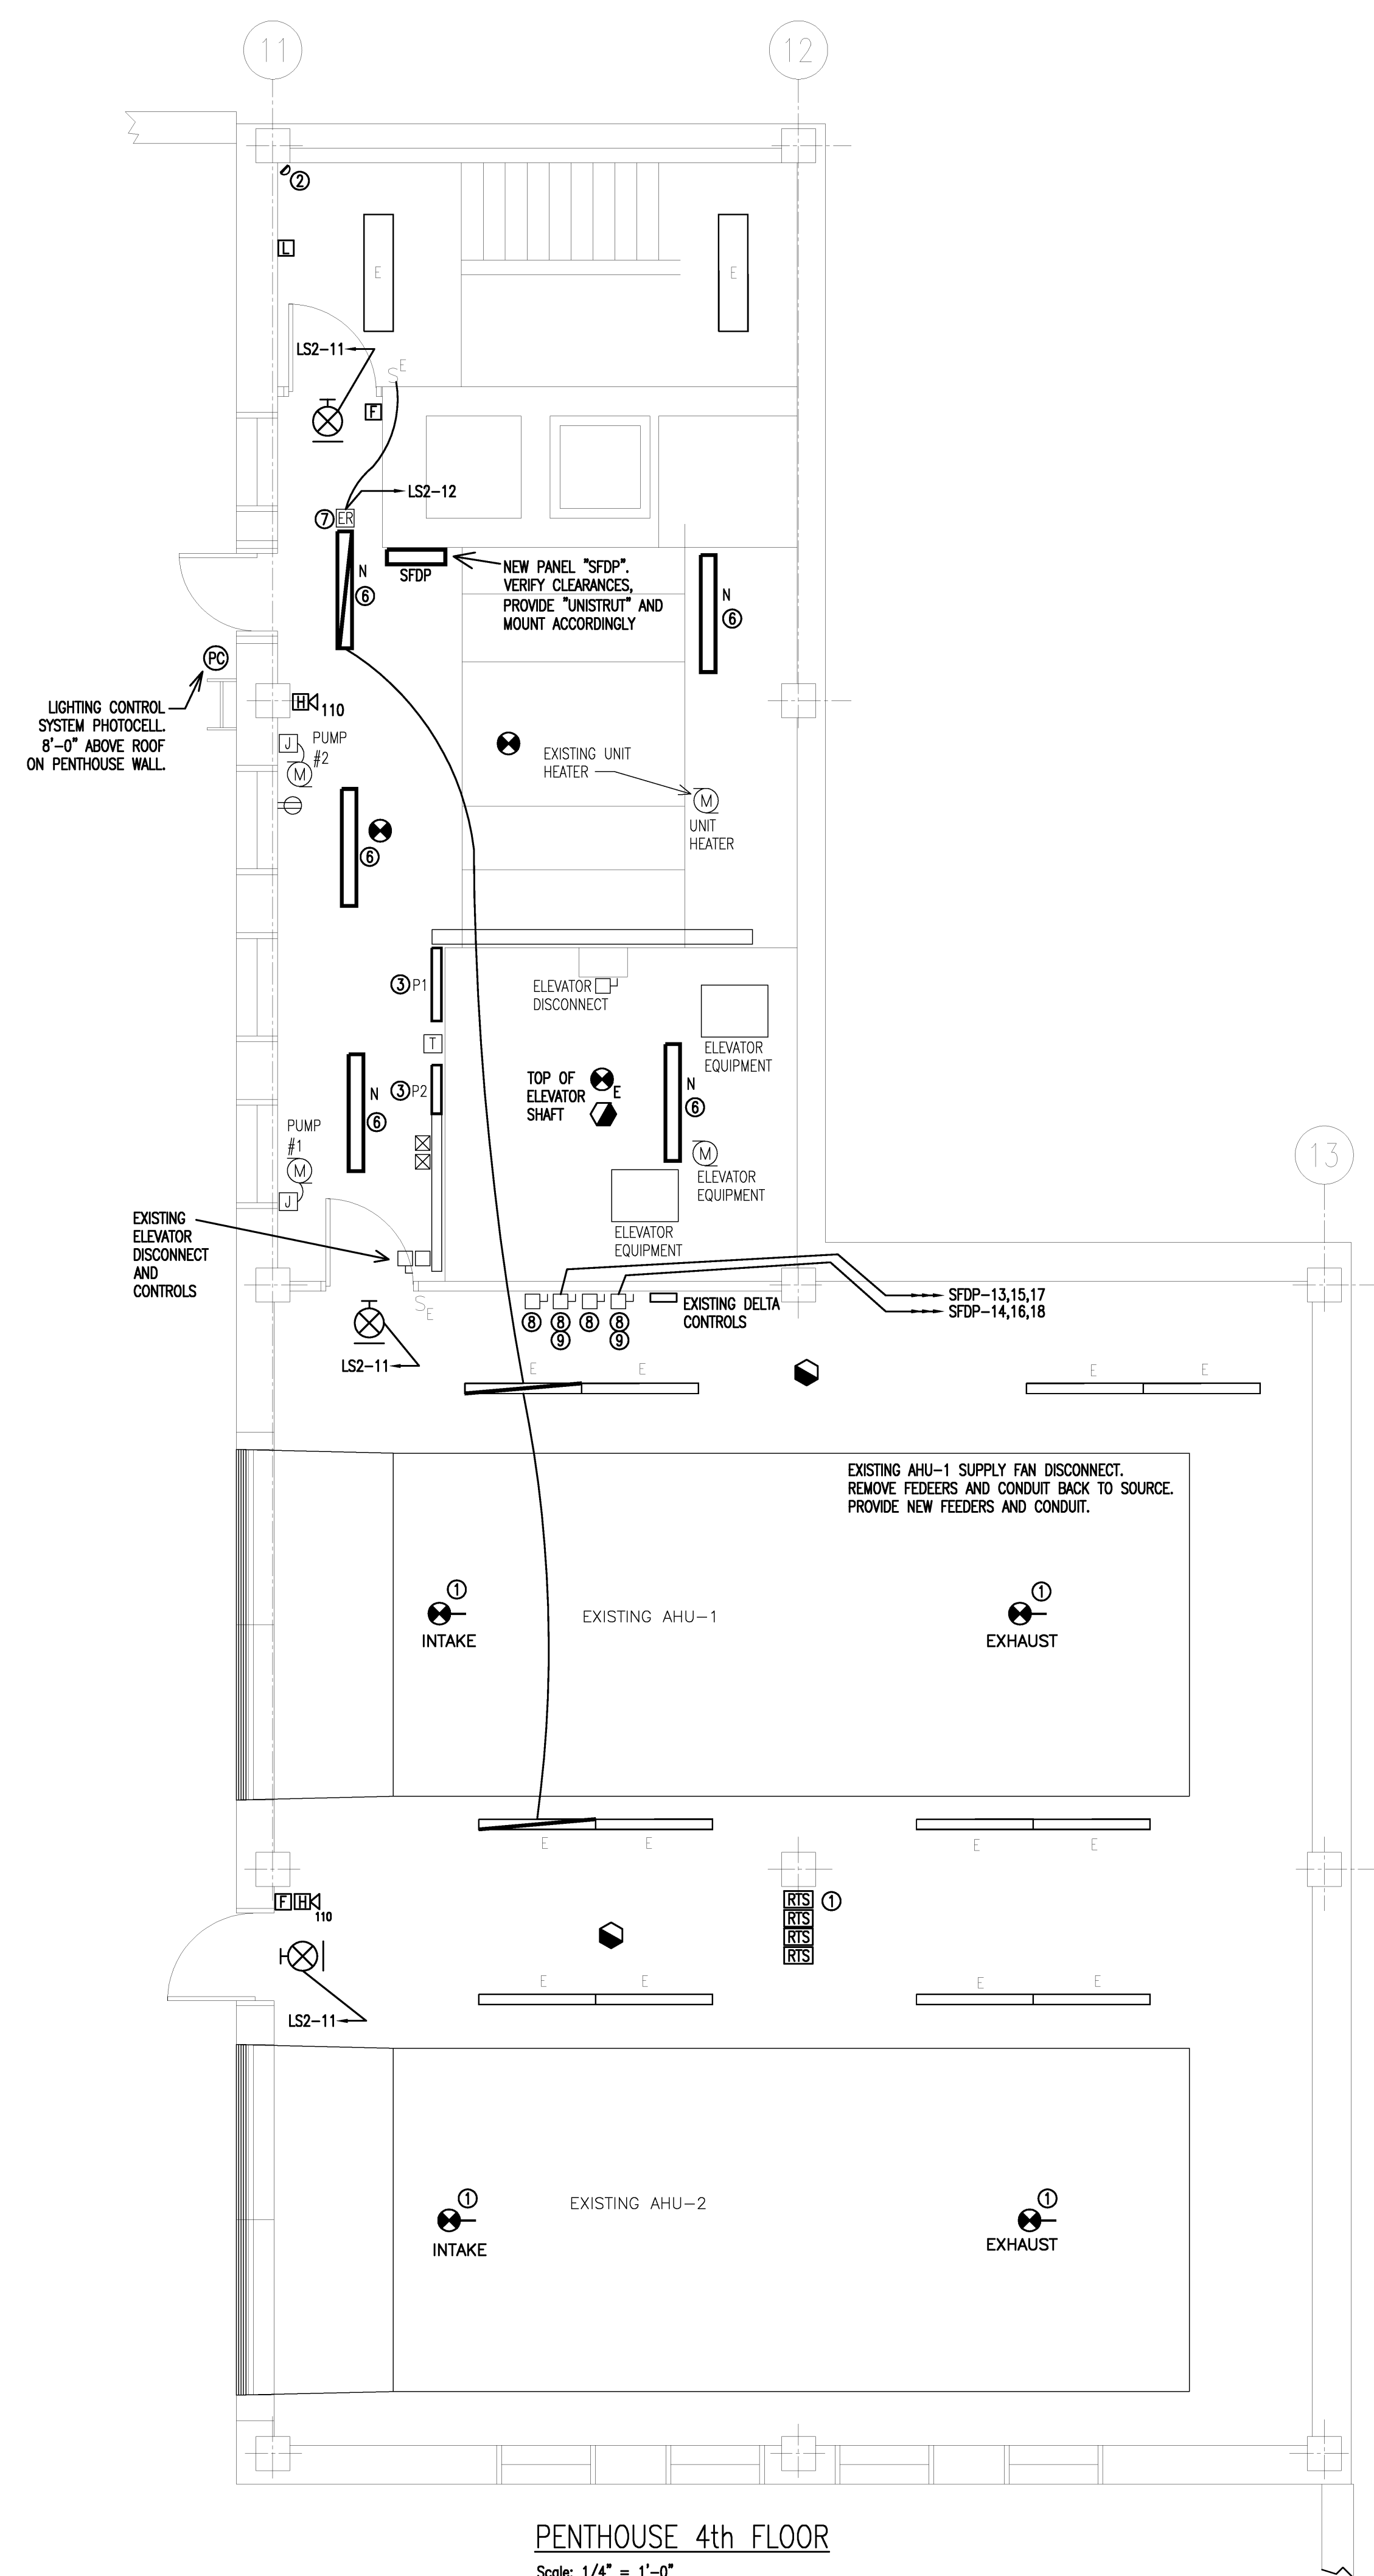 11
12
D
2
L
E
E
LS2-11
S
E
F
LS2-12
7
ER
N
6
SFDP
NEW PANEL "SFDP".
VERIFY CLEARANCES,
PROVIDE "UNISTRUT" AND
MOUNT ACCORDINGLY
N
6
PC
LIGHTING CONTROL
SYSTEM PHOTOCELL.
8'-0" ABOVE ROOF
ON PENTHOUSE WALL.
H
110
J
PUMP
#2
M
EXISTING UNIT
HEATER
M
UNIT
HEATER
6
3
P1
T
ELEVATOR
DISCONNECT
ELEVATOR
EQUIPMENT
3
P2
N
6
TOP OF
ELEVATOR
SHAFT
E
N
6
PUMP
#1
M
J
M
ELEVATOR
EQUIPMENT
ELEVATOR
EQUIPMENT
13
EXISTING
ELEVATOR
DISCONNECT
AND
CONTROLS
S
E
8
8
8
8
9
9
EXISTING DELTA
CONTROLS
SFDP-13,15,17
SFDP-14,16,18
LS2-11
E
E
E
E
EXISTING AHU-1 SUPPLY FAN DISCONNECT.
REMOVE FEDEERS AND CONDUIT BACK TO SOURCE.
PROVIDE NEW FEEDERS AND CONDUIT.
1
INTAKE
EXISTING AHU-1
1
EXHAUST
E
E
E
E
F
H
110
RTS
1
RTS
RTS
RTS
E
E
E
E
LS2-11
1
INTAKE
EXISTING AHU-2
1
EXHAUST
PENTHOUSE 4th FLOOR
Scale: 1/4" = 1'-0"